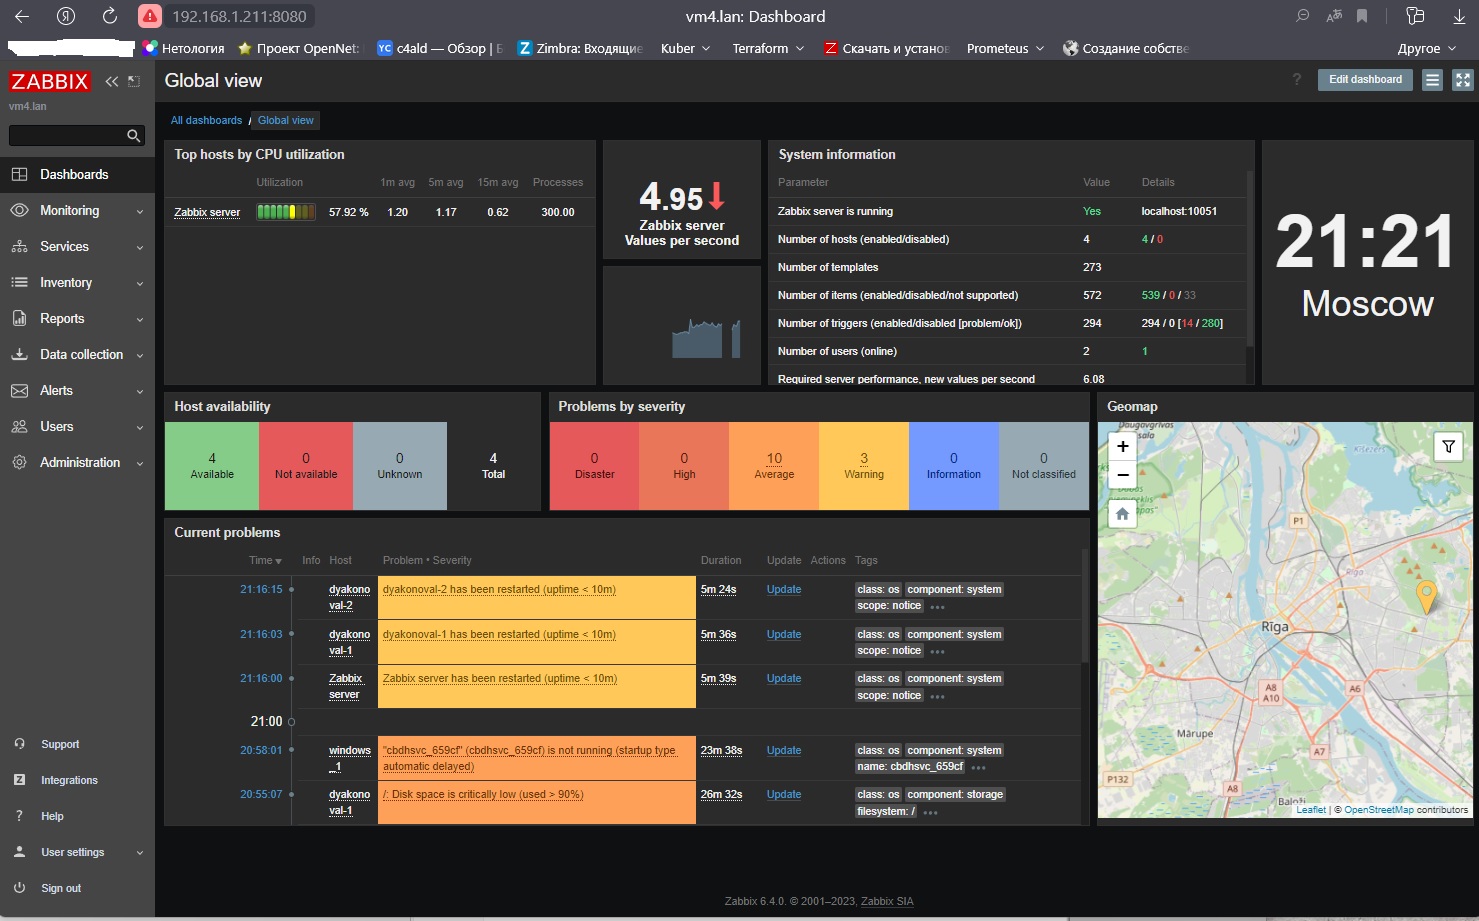 192.168.1.211:8080
vm4.lan: Dashboard
Нетология
Проект OpenNet:
YC c4ald — Обзор | Б
Z Zimbra: Входящие
Kuber
Terraform
Z Скачать и установ
Prometeus
Создание собстве
Другое
ZABBIX
vm4.lan
Dashboards
Monitoring
Services
Inventory
Reports
Data collection
Alerts
Users
Administration
Support
Z Integrations
? Help
User settings
Sign out
Global view
? Edit dashboard
All dashboards / Global view
Top hosts by CPU utilization
Utilization 1m avg 5m avg 15m avg Processes
Zabbix server 57.92 % 1.20 1.17 0.62 300.00
4.95
Zabbix server
Values per second
System information
Parameter Value Details
Zabbix server is running Yes localhost:10051
Number of hosts (enabled/disabled) 4 4 / 0
Number of templates 273
Number of items (enabled/disabled/not supported) 572 539 / 0 / 33
Number of triggers (enabled/disabled [problem/ok]) 294 294 / 0 [14 / 280]
Number of users (online) 2 1
Required server performance, new values per second 6.08
21:21
Moscow
Host availability
4 Available
0 Not available
0 Unknown
4 Total
Problems by severity
0 Disaster
0 High
10 Average
3 Warning
0 Information
0 Not classified
Current problems
Time Info Host Problem • Severity Duration Update Actions Tags
21:16:15 dyakonoval-2 dyakonoval-2 has been restarted (uptime < 10m) 5m 24s Update class: os component: system
scope: notice •••
21:16:03 dyakonoval-1 dyakonoval-1 has been restarted (uptime < 10m) 5m 36s Update class: os component: system
scope: notice •••
21:16:00 Zabbix server Zabbix server has been restarted (uptime < 10m) 5m 39s Update class: os component: system
scope: notice •••
21:00
20:58:01 windows_1 "cbdhsvc_659cf" (cbdhsvc_659cf) is not running (startup type 23m 38s Update class: os component: system
automatic delayed) name: cbdhsvc_659cf •••
20:55:07 dyakonoval-1 /: Disk space is critically low (used > 90%) 26m 32s Update class: os component: storage
filesystem: / •••
Geomap
+
−
Daugavgrīvas
sala
Ķīšezers
P1
Rīga
Rīga
A8
A10
A6
Mārupe
A7
P132
A8
Baloži
Leaflet | © OpenStreetMap contributors
Zabbix 6.4.0. © 2001–2023, Zabbix SIA